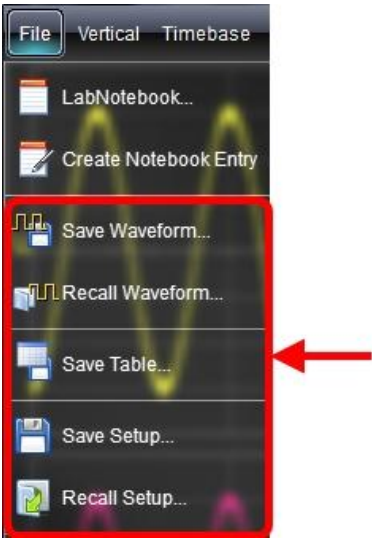 File Vertical Timebase
LabNotebook...
Create Notebook Entry
Save Waveform...
Recall Waveform...
Save Table...
Save Setup...
Recall Setup...